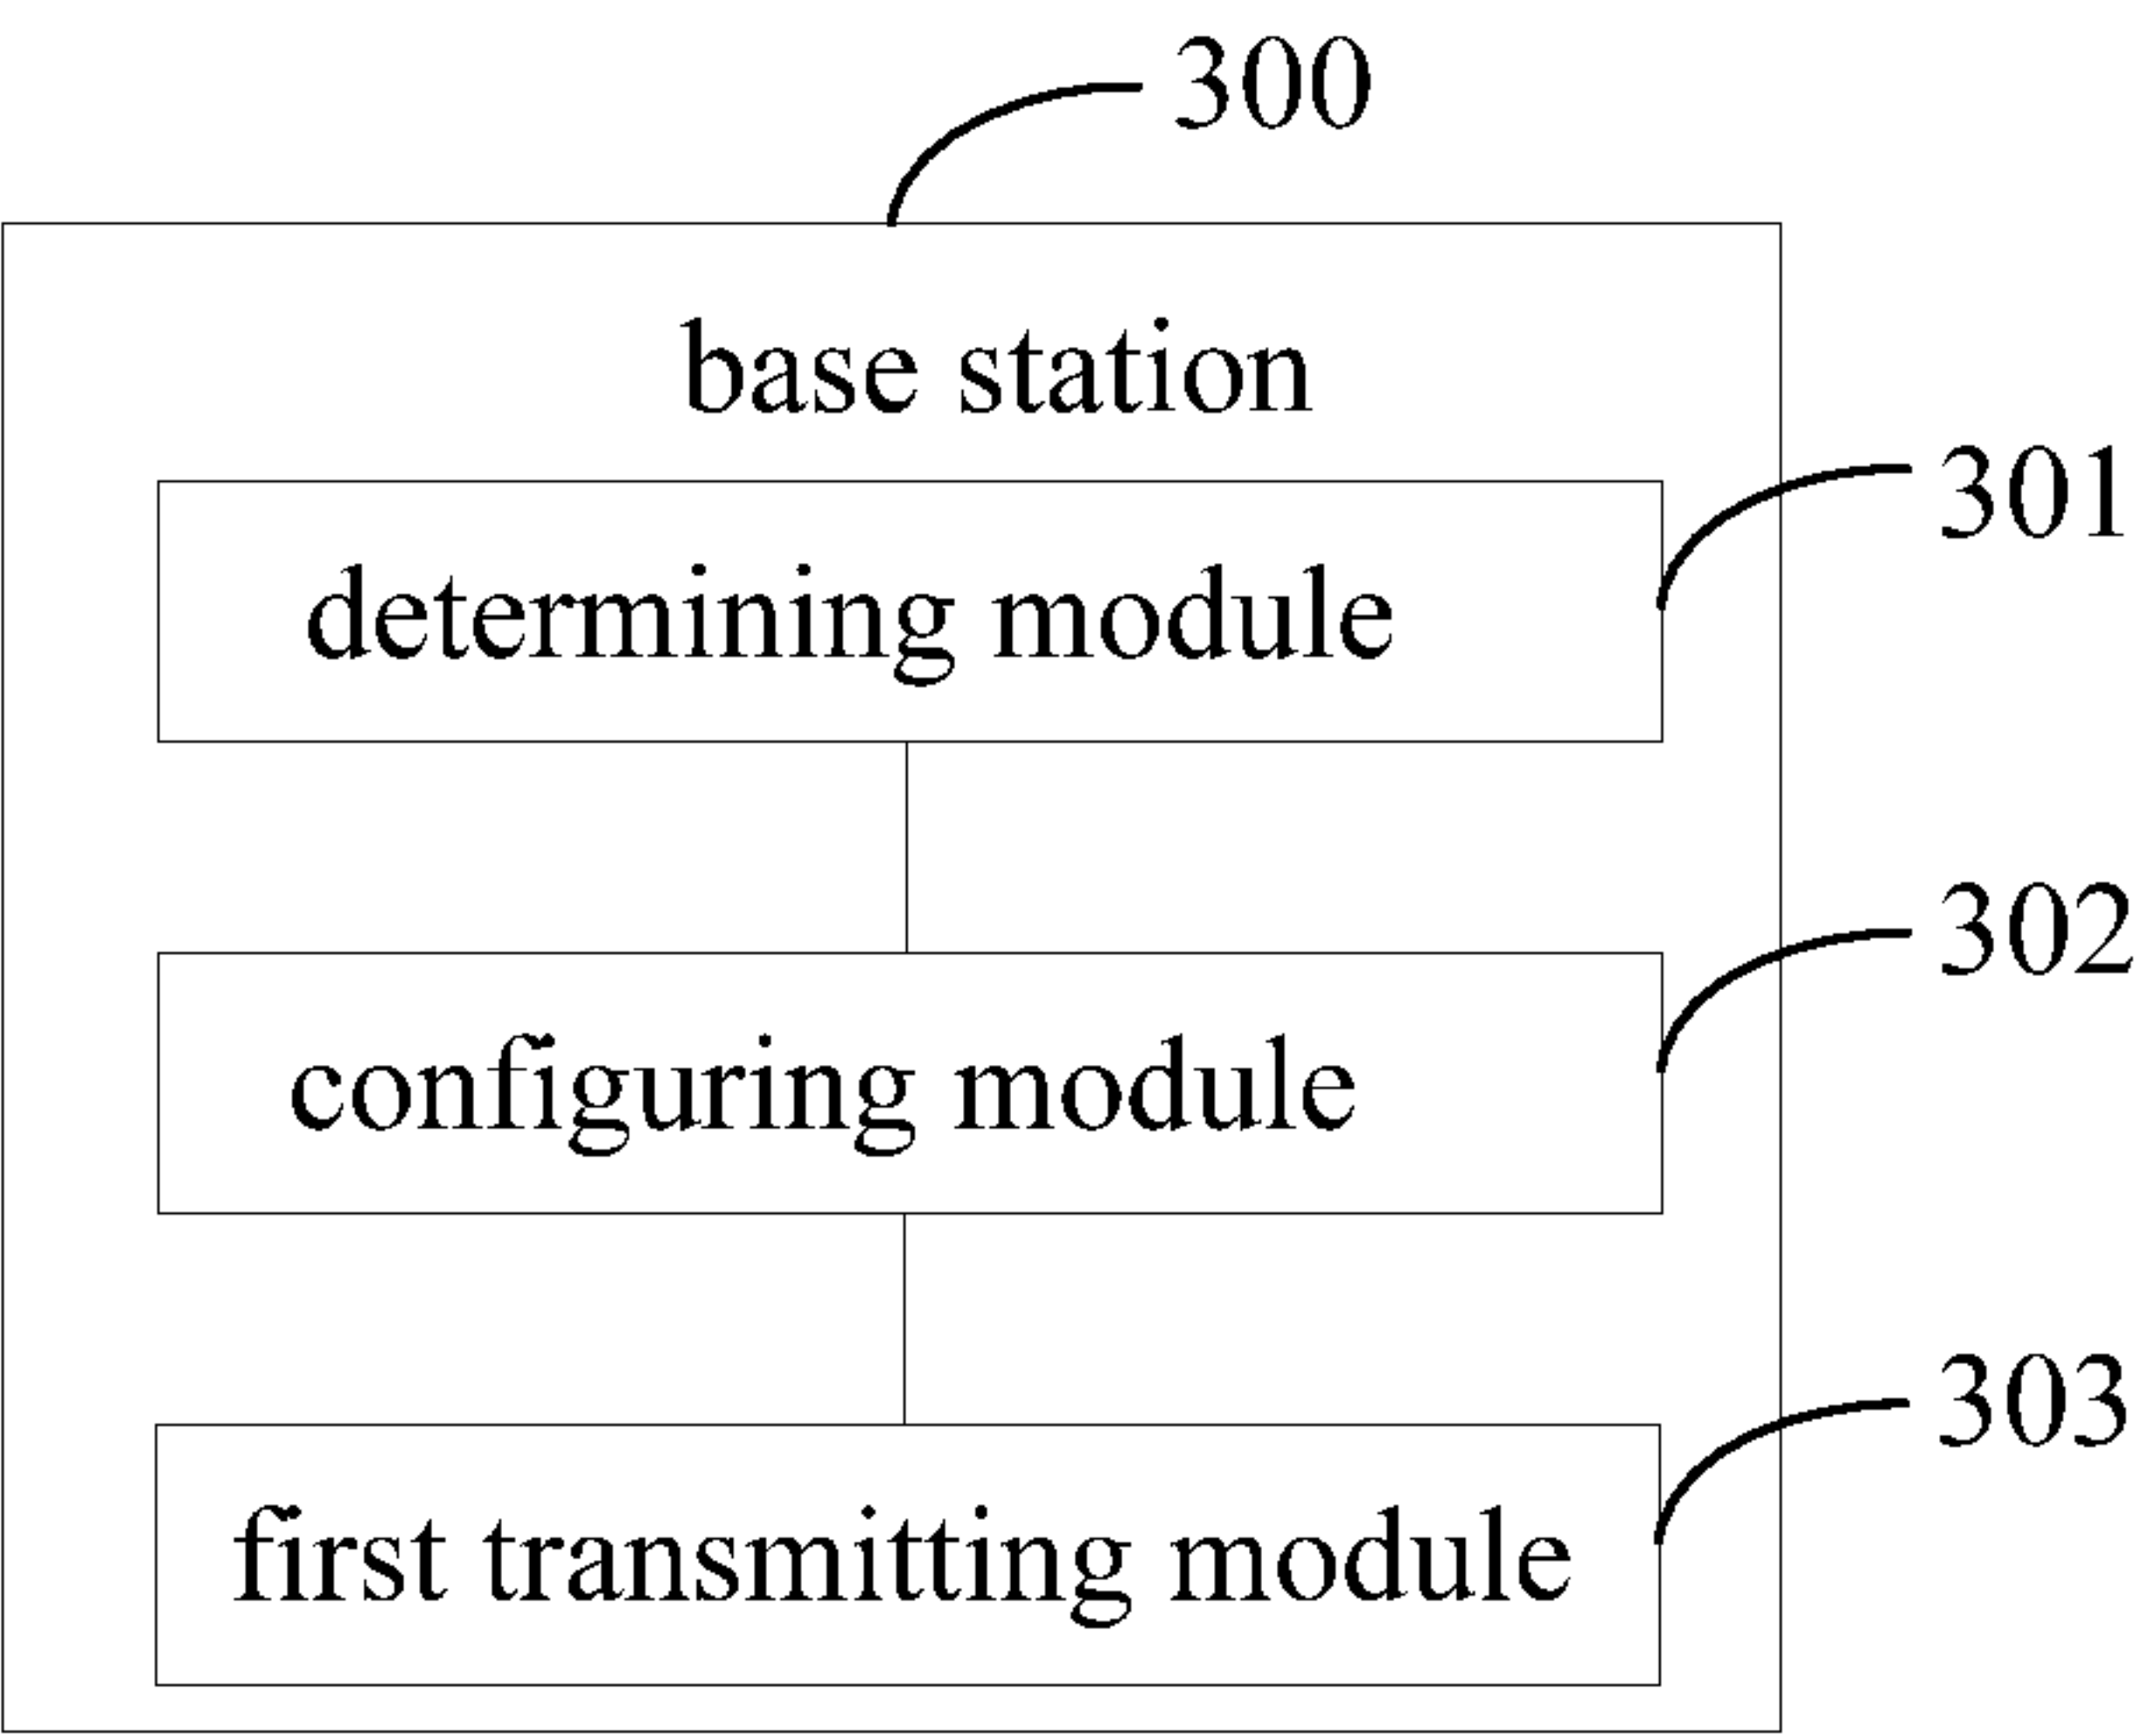 300
base station
301
determining module
302
configuring module
303
first transmitting module